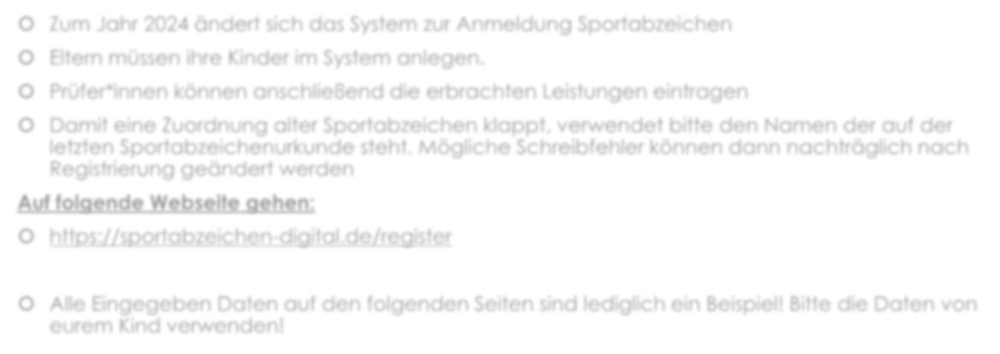 Zum Jahr 2024 ändert sich das System zur Anmeldung Sportabzeichen
Eltern müssen ihre Kinder im System anlegen.
Prüfer*innen können anschließend die erbrachten Leistungen eintragen
Damit eine Zuordnung alter Sportabzeichen klappt, verwendet bitte den Namen der auf der
letzten Sportabzeichenurkunde steht. Mögliche Schreibfehler können dann nachträglich nach
Registrierung geändert werden
Auf folgende Webseite gehen:
https://sportabzeichen-digital.de/register
Alle Eingegeben Daten auf den folgenden Seiten sind lediglich ein Beispiel! Bitte die Daten von
eurem Kind verwenden!